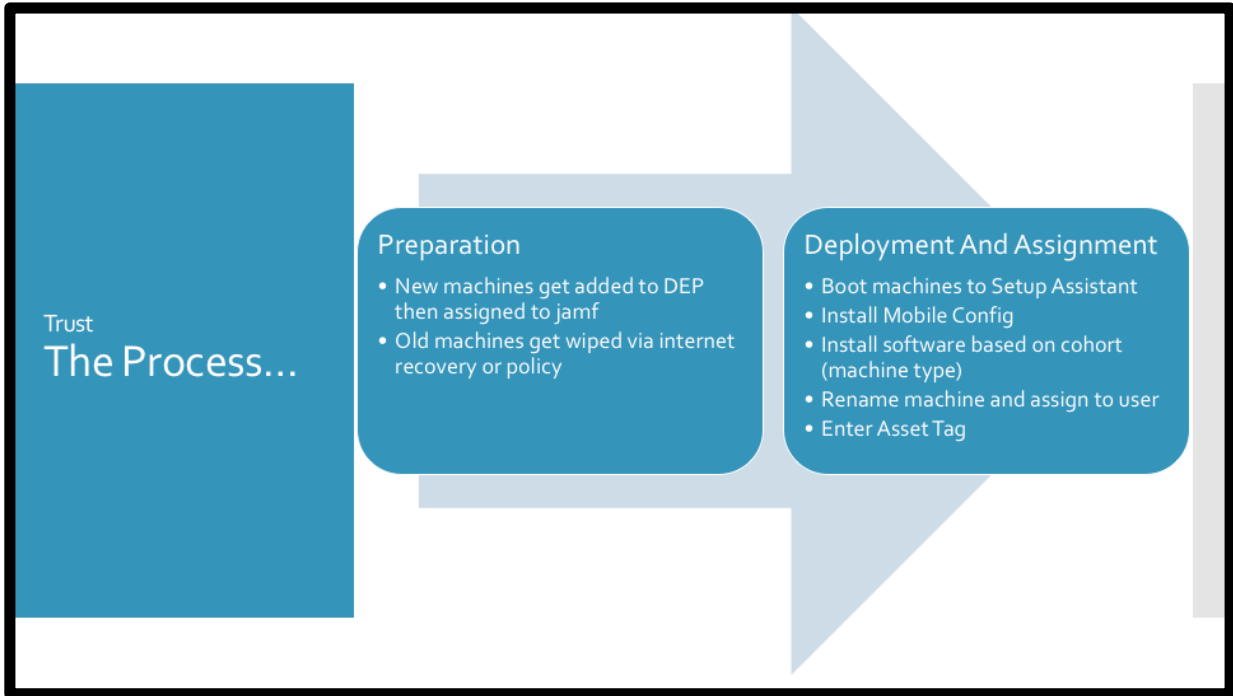 Trust
The Process…
Preparation
• New machines get added to DEP
then assigned to jamf
• Old machines get wiped via internet
recovery or policy
Deployment And Assignment
• Boot machines to Setup Assistant
• Install Mobile Config
• Install software based on cohort
(machine type)
• Rename machine and assign to user
• Enter Asset Tag